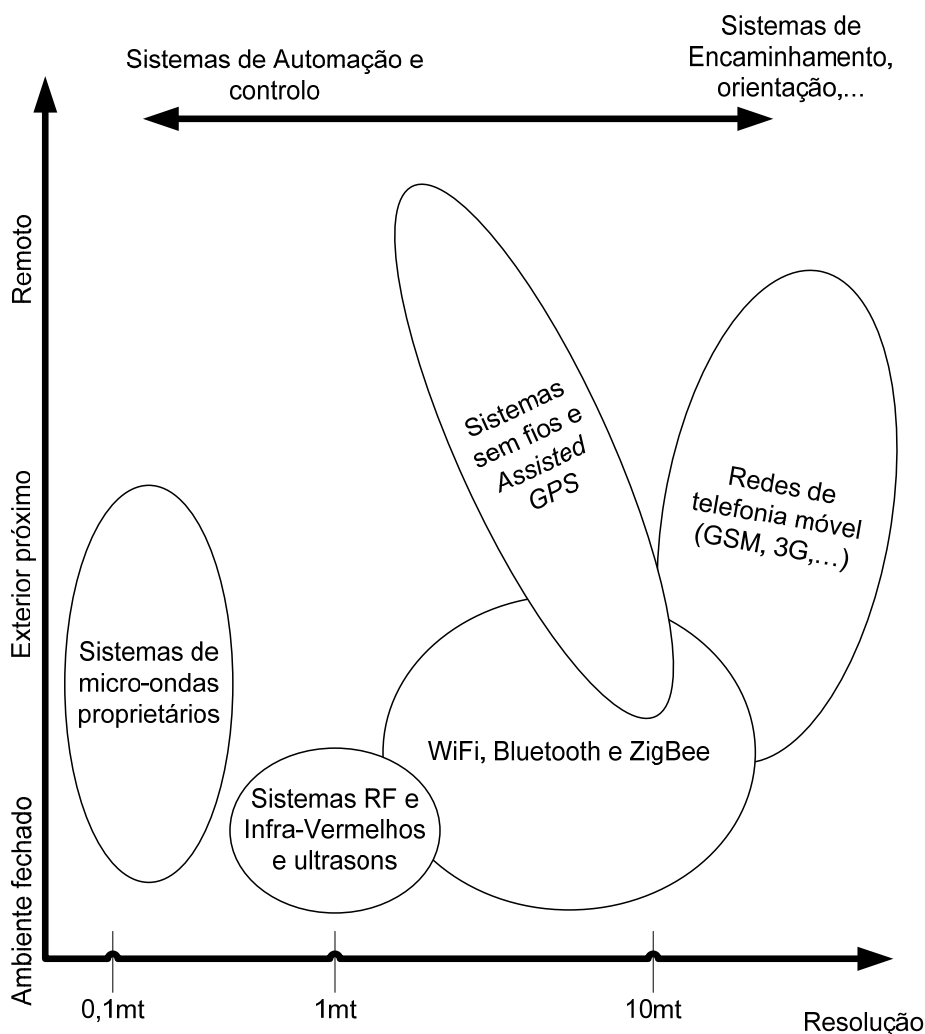 Sistemas de Automação e
controlo
Sistemas de
Encaminhamento,
orientação,...
Remoto
Exterior próximo
Ambiente fechado
Sistemas
sem fios e
Assisted
GPS
Redes de
telefonia móvel
(GSM, 3G,...)
Sistemas de
micro-ondas
proprietários
WiFi, Bluetooth e ZigBee
Sistemas RF e
Infra-Vermelhos
e ultrasons
0,1mt
1mt
10mt
Resolução